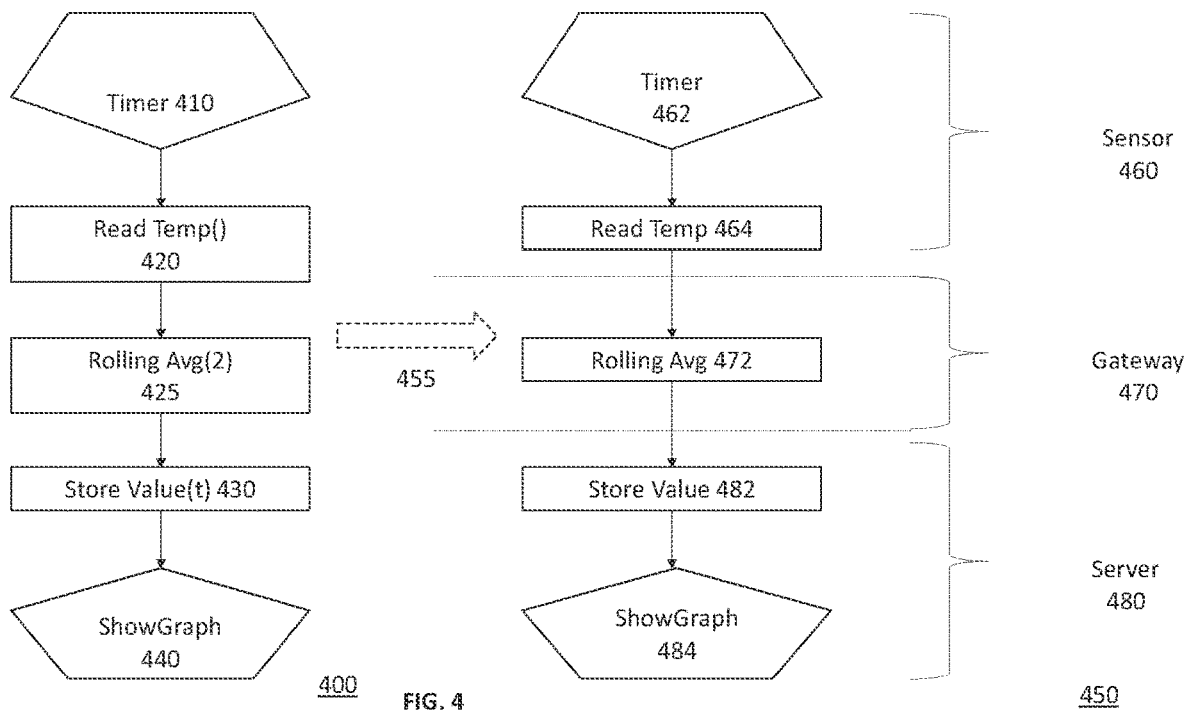 Timer 410
Read Temp()
420
Rolling Avg(2)
425
Store Value(t) 430
ShowGraph
440
400
455
Timer
462
Read Temp 464
Rolling Avg 472
Store Value 482
ShowGraph
484
Sensor
460
Gateway
470
Server
480
450
FIG. 4